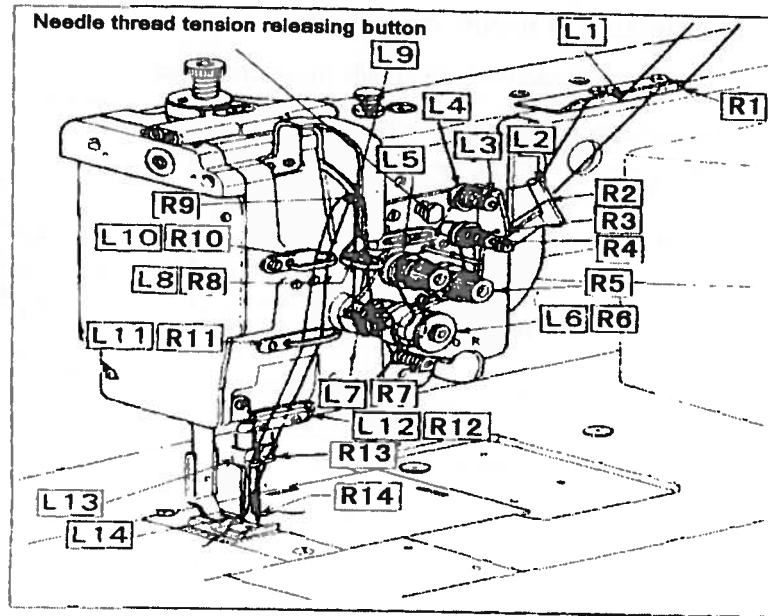 Needle thread tension releasing button
L1
L9
R1
L4
L3
L2
L5
R2
R9
R3
L10 R10
R4
L8 R8
R5
L6 R6
L11 R11
L7 R7
L12 R12
R13
L13
R14
L14